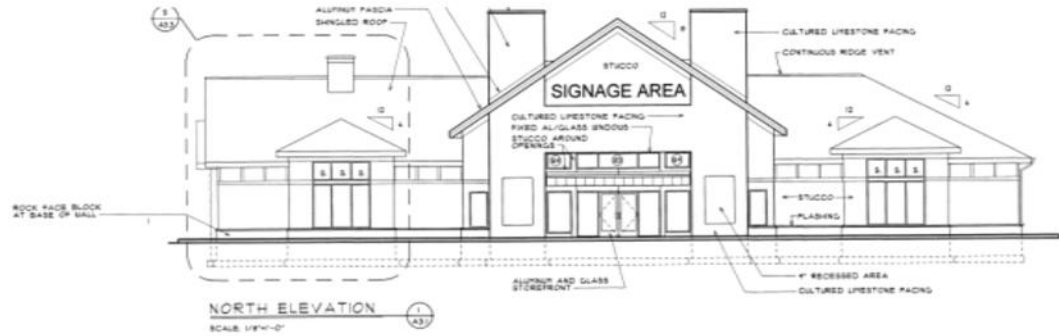 5
A5.3
ALUMINUM FASCIA
SHINGLED ROOF
12
8
CULTURED LIMESTONE FACING
CONTINUOUS RIDGE VENT
STUCCO
SIGNAGE AREA
12
4
CULTURED LIMESTONE FACING
FIXED AL/GLASS WINDOWS
STUCCO AROUND
OPENINGS
12
4
12
4
S S S
S S S
STUCCO
FLASHING
ROCK FACE BLOCK
AT BASE OF WALL
ALUMINUM AND GLASS
STOREFRONT
4" RECESSED AREA
CULTURED LIMESTONE FACING
NORTH ELEVATION
1
A3.1
SCALE: 1/8"=1'-0"